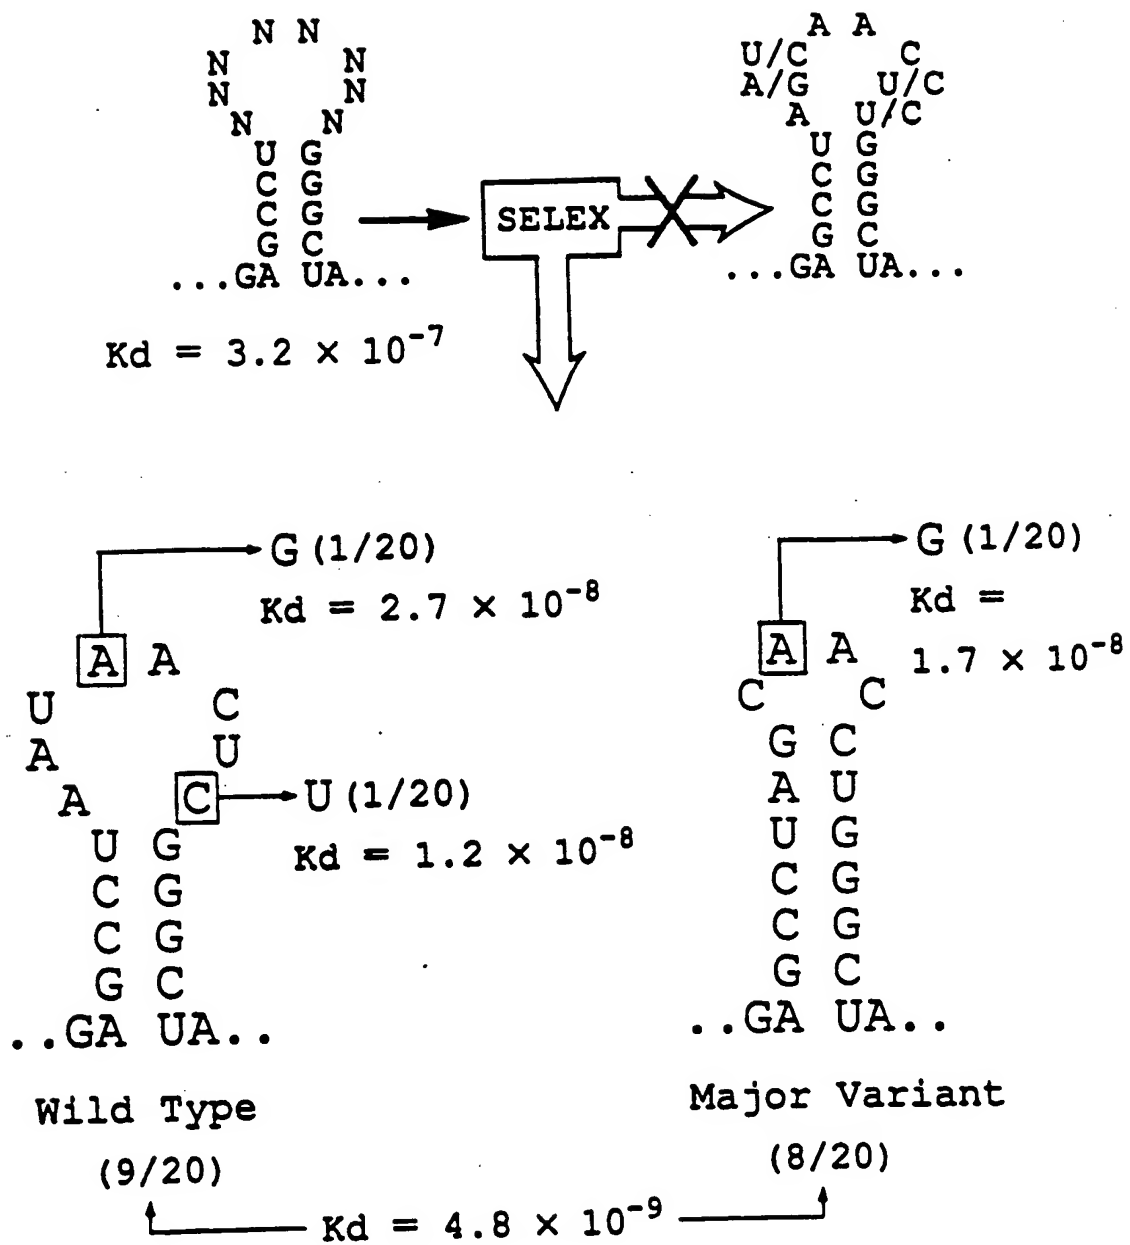 N N
N N
N N
N N
U G
C G
C G
G C
...GA UA...
Kd = 3.2 × 10⁻⁷
SELEX
A A
U/C C
A/G U/C
A U/C
U G
C G
C G
G C
...GA UA...
G (1/20)
Kd = 2.7 × 10⁻⁸
A A
U C
A U
A C
U (1/20)
Kd = 1.2 × 10⁻⁸
U G
C G
C G
G C
..GA UA..
Wild Type
(9/20)
G (1/20)
Kd =
1.7 × 10⁻⁸
A A
C C
G C
A U
U G
C G
C G
G C
..GA UA..
Major Variant
(8/20)
Kd = 4.8 × 10⁻⁹